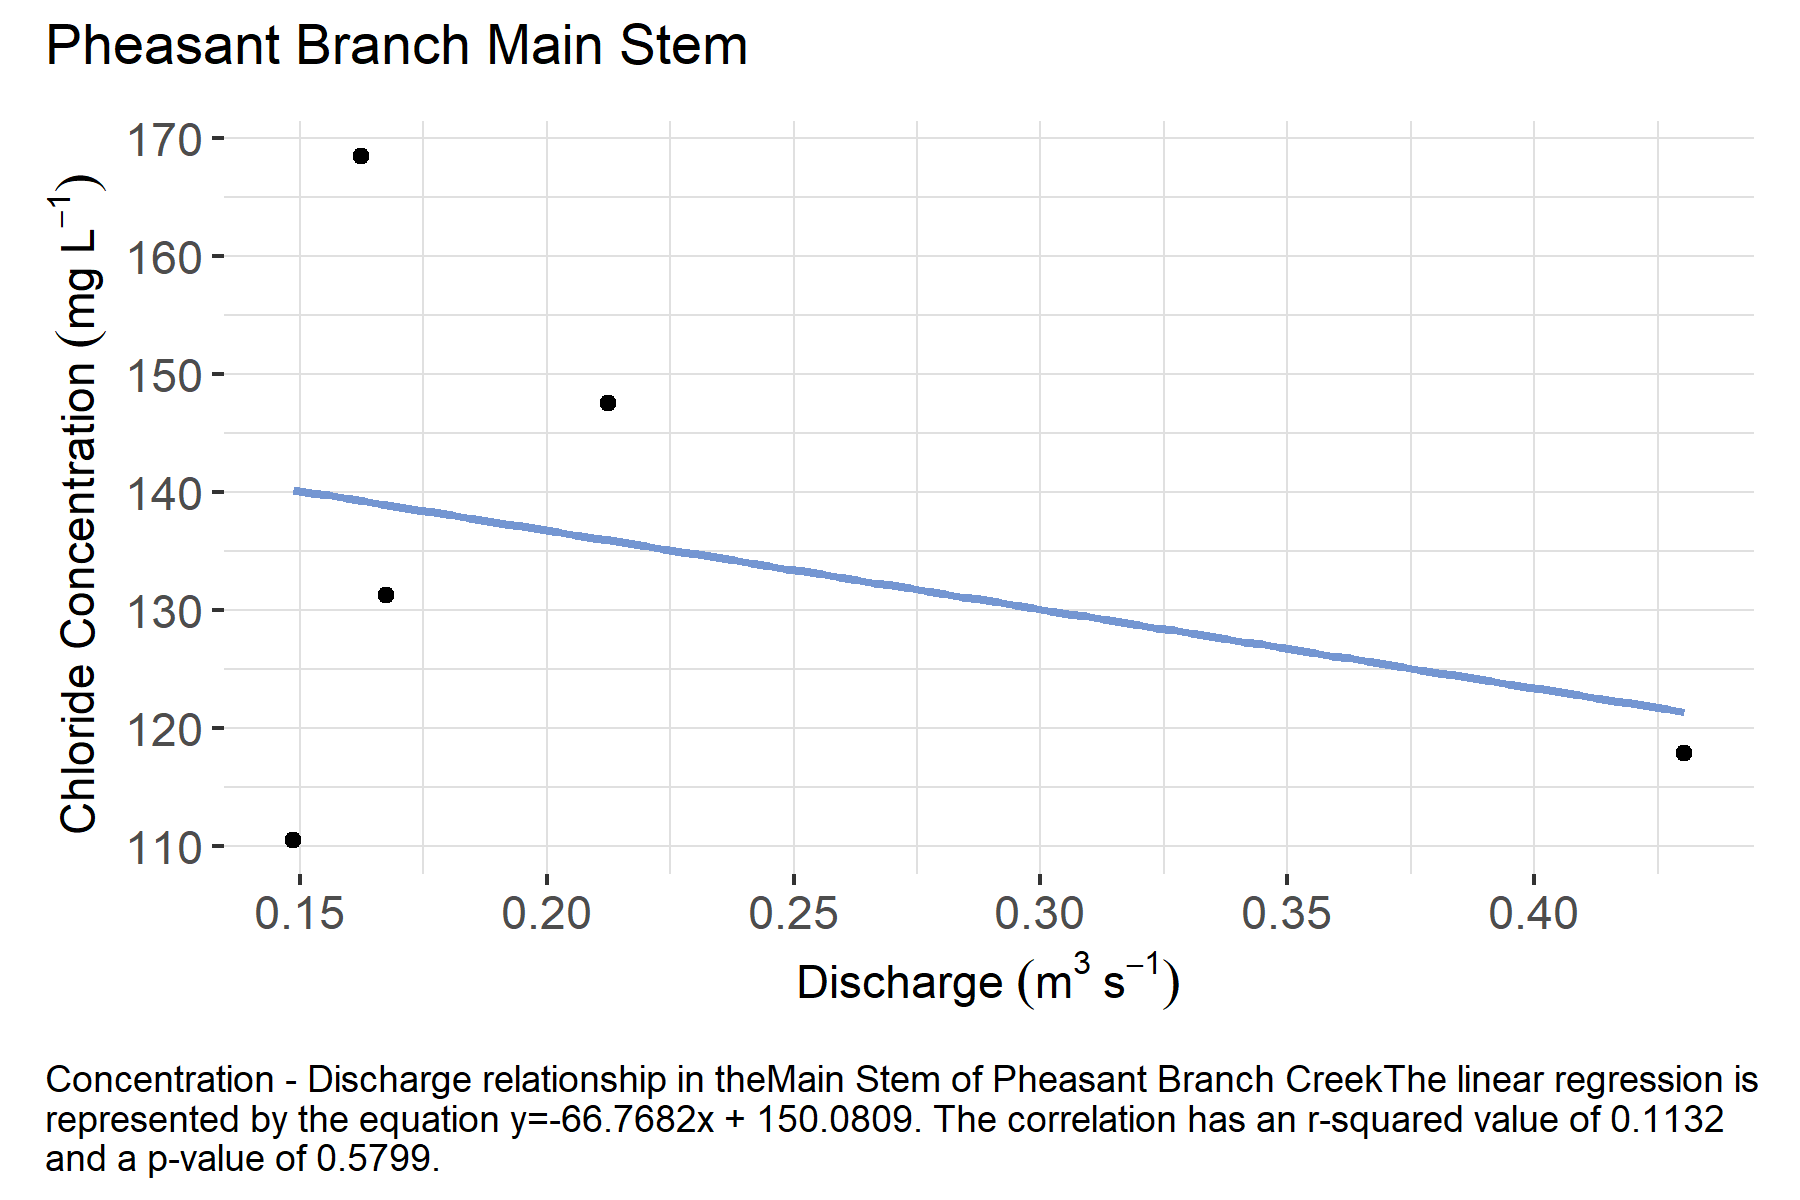 Pheasant Branch Main Stem
170
160
150
140
130
120
110
Chloride Concentration (mg L⁻¹)
0.15 0.20 0.25 0.30 0.35 0.40
Discharge (m³ s⁻¹)
Concentration - Discharge relationship in theMain Stem of Pheasant Branch CreekThe linear regression is
represented by the equation y=-66.7682x + 150.0809. The correlation has an r-squared value of 0.1132
and a p-value of 0.5799.